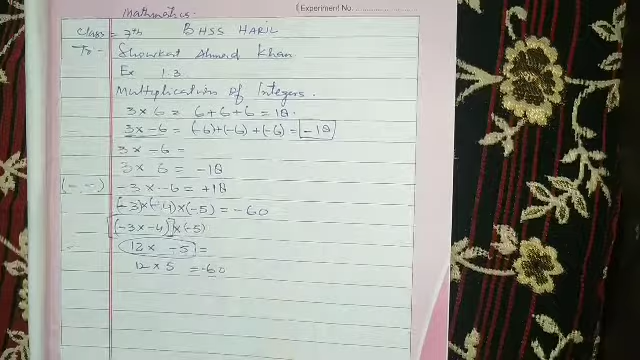 (Experiment No.
Mathmetics.
Class = 7th BHSS HARIL
Tr - Showkat Ahmad Khan
Ex 1.3
Multiplication Of Integers.
3 x 6 = 6+6+6 = 18.
3 x -6 = (-6)+(-6)+(-6) = -18
3 x -6 =
3 x 6 = -18
(- -) -3 x -6 = +18
(-3)x(-4)x(-5) = -60
[(-3 x -4)]x(-5)
12 x -5 =
12 x 5 = -60